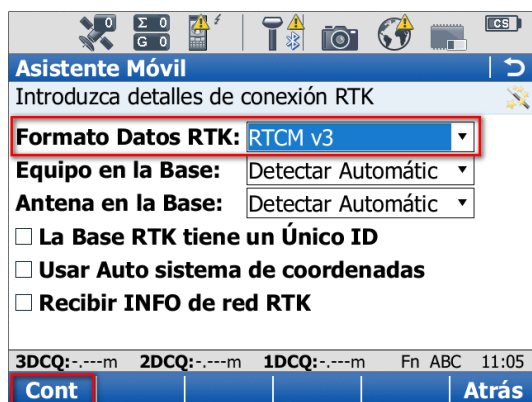 Σ 0
G 0
CS
Asistente Móvil
Introduzca detalles de conexión RTK
Formato Datos RTK: RTCM v3
Equipo en la Base: Detectar Automátic
Antena en la Base: Detectar Automátic
La Base RTK tiene un Único ID
Usar Auto sistema de coordenadas
Recibir INFO de red RTK
3DCQ:-.---m 2DCQ:-.---m 1DCQ:-.---m Fn ABC 11:05
Cont Atrás